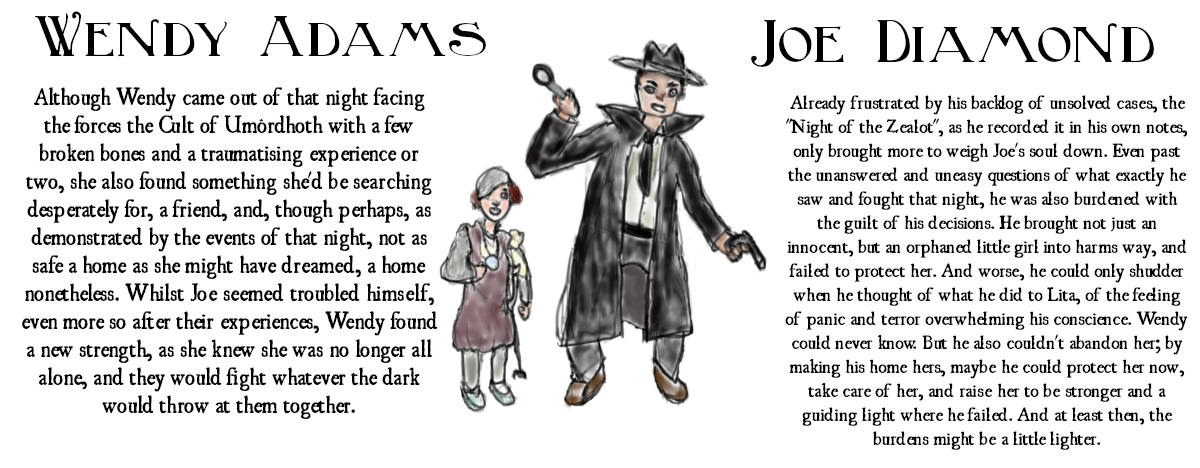 WENDY ADAMS
Although Wendy came out of that night facing
the forces the Cult of Umôrdhoth with a few
broken bones and a traumatising experience or
two, she also found something she'd be searching
desperately for, a friend, and, though perhaps, as
demonstrated by the events of that night, not as
safe a home as she might have dreamed, a home
nonetheless. Whilst Joe seemed troubled himself,
even more so after their experiences, Wendy found
a new strength, as she knew she was no longer all
alone, and they would fight whatever the dark
would throw at them together.
JOE DIAMOND
Already frustrated by his backlog of unsolved cases, the
"Night of the Zealot", as he recorded it in his own notes,
only brought more to weigh Joe's soul down. Even past
the unanswered and uneasy questions of what exactly he
saw and fought that night, he was also burdened with
the guilt of his decisions. He brought not just an
innocent, but an orphaned little girl into harms way, and
failed to protect her. And worse, he could only shudder
when he thought of what he did to Lita, of the feeling
of panic and terror overwhelming his conscience. Wendy
could never know. But he also couldn't abandon her; by
making his home hers, maybe he could protect her now,
take care of her, and raise her to be stronger and a
guiding light where he failed. And at least then, the
burdens might be a little lighter.